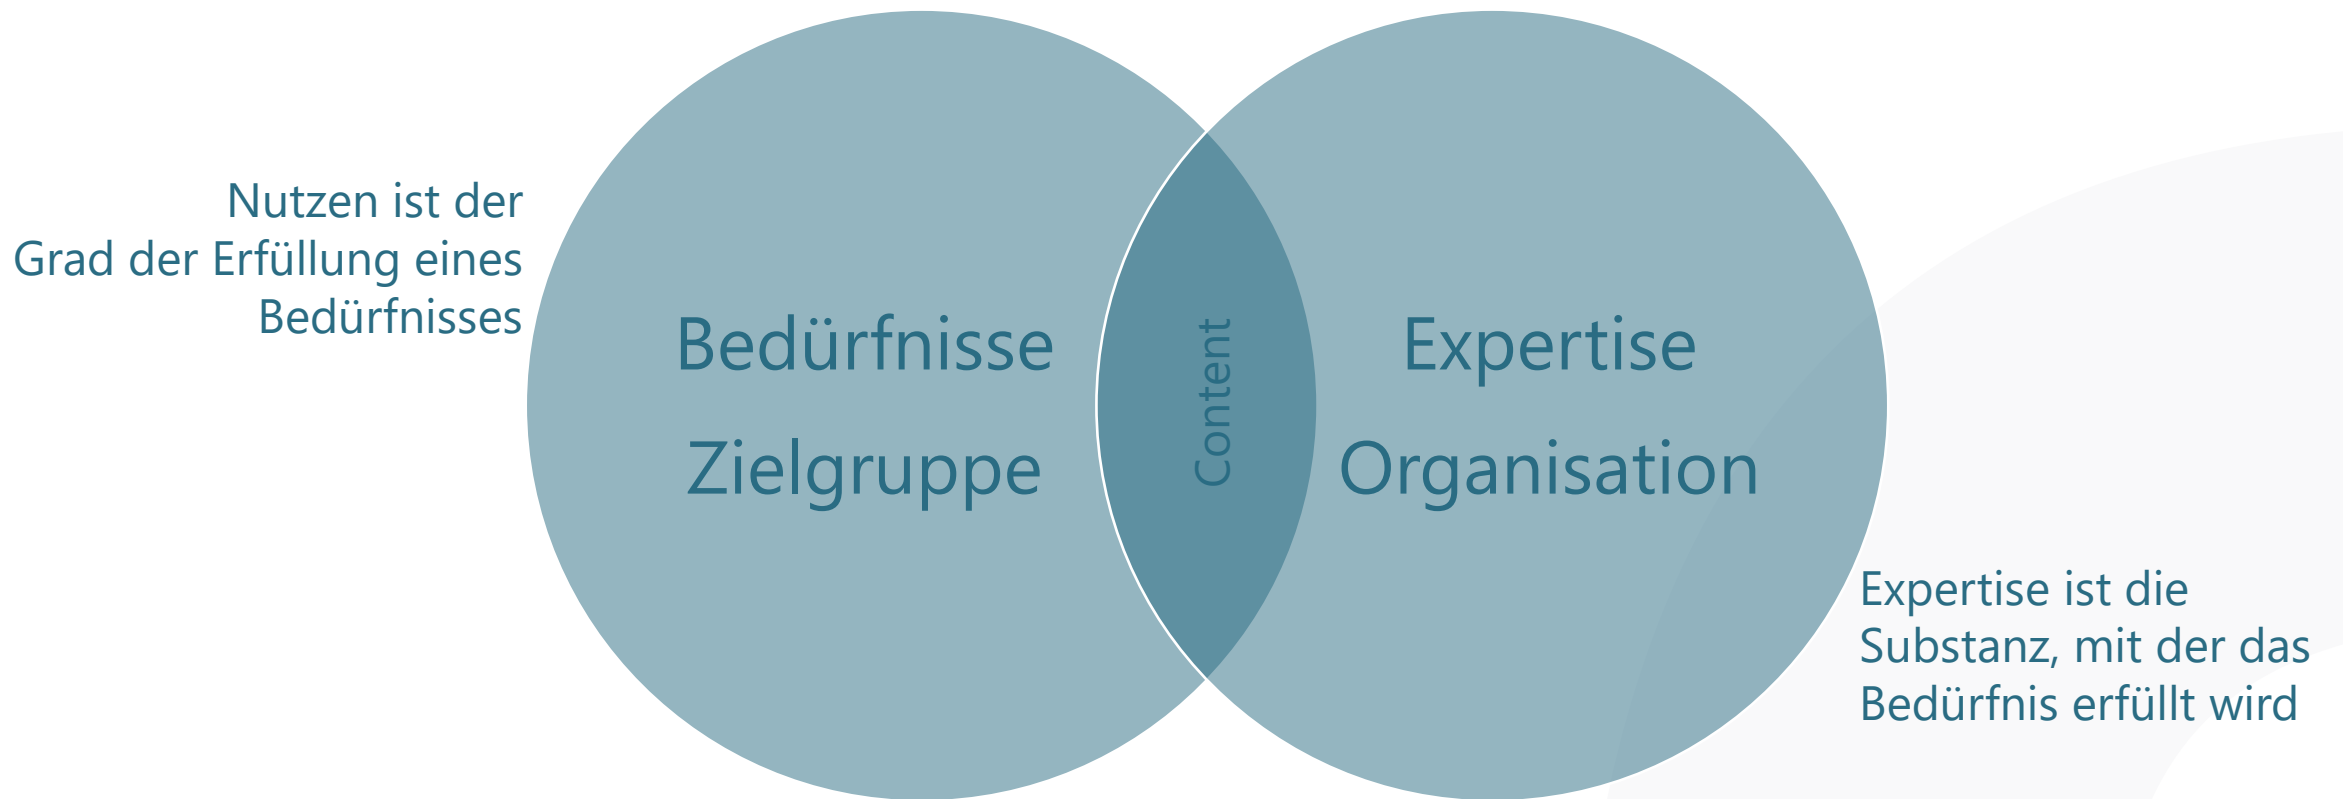 Nutzen ist der
Grad der Erfüllung eines
Bedürfnisses
Bedürfnisse
Zielgruppe
Content
Expertise
Organisation
Expertise ist die
Substanz, mit der das
Bedürfnis erfüllt wird